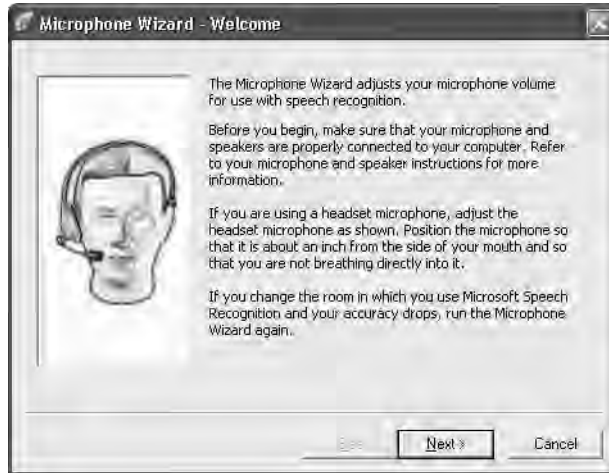 Microphone Wizard - Welcome
The Microphone Wizard adjusts your microphone volume
for use with speech recognition.
Before you begin, make sure that your microphone and
speakers are properly connected to your computer. Refer
to your microphone and speaker instructions for more
information.
If you are using a headset microphone, adjust the
headset microphone as shown. Position the microphone so
that it is about an inch from the side of your mouth and so
that you are not breathing directly into it.
If you change the room in which you use Microsoft Speech
Recognition and your accuracy drops, run the Microphone
Wizard again.
Next > Cancel